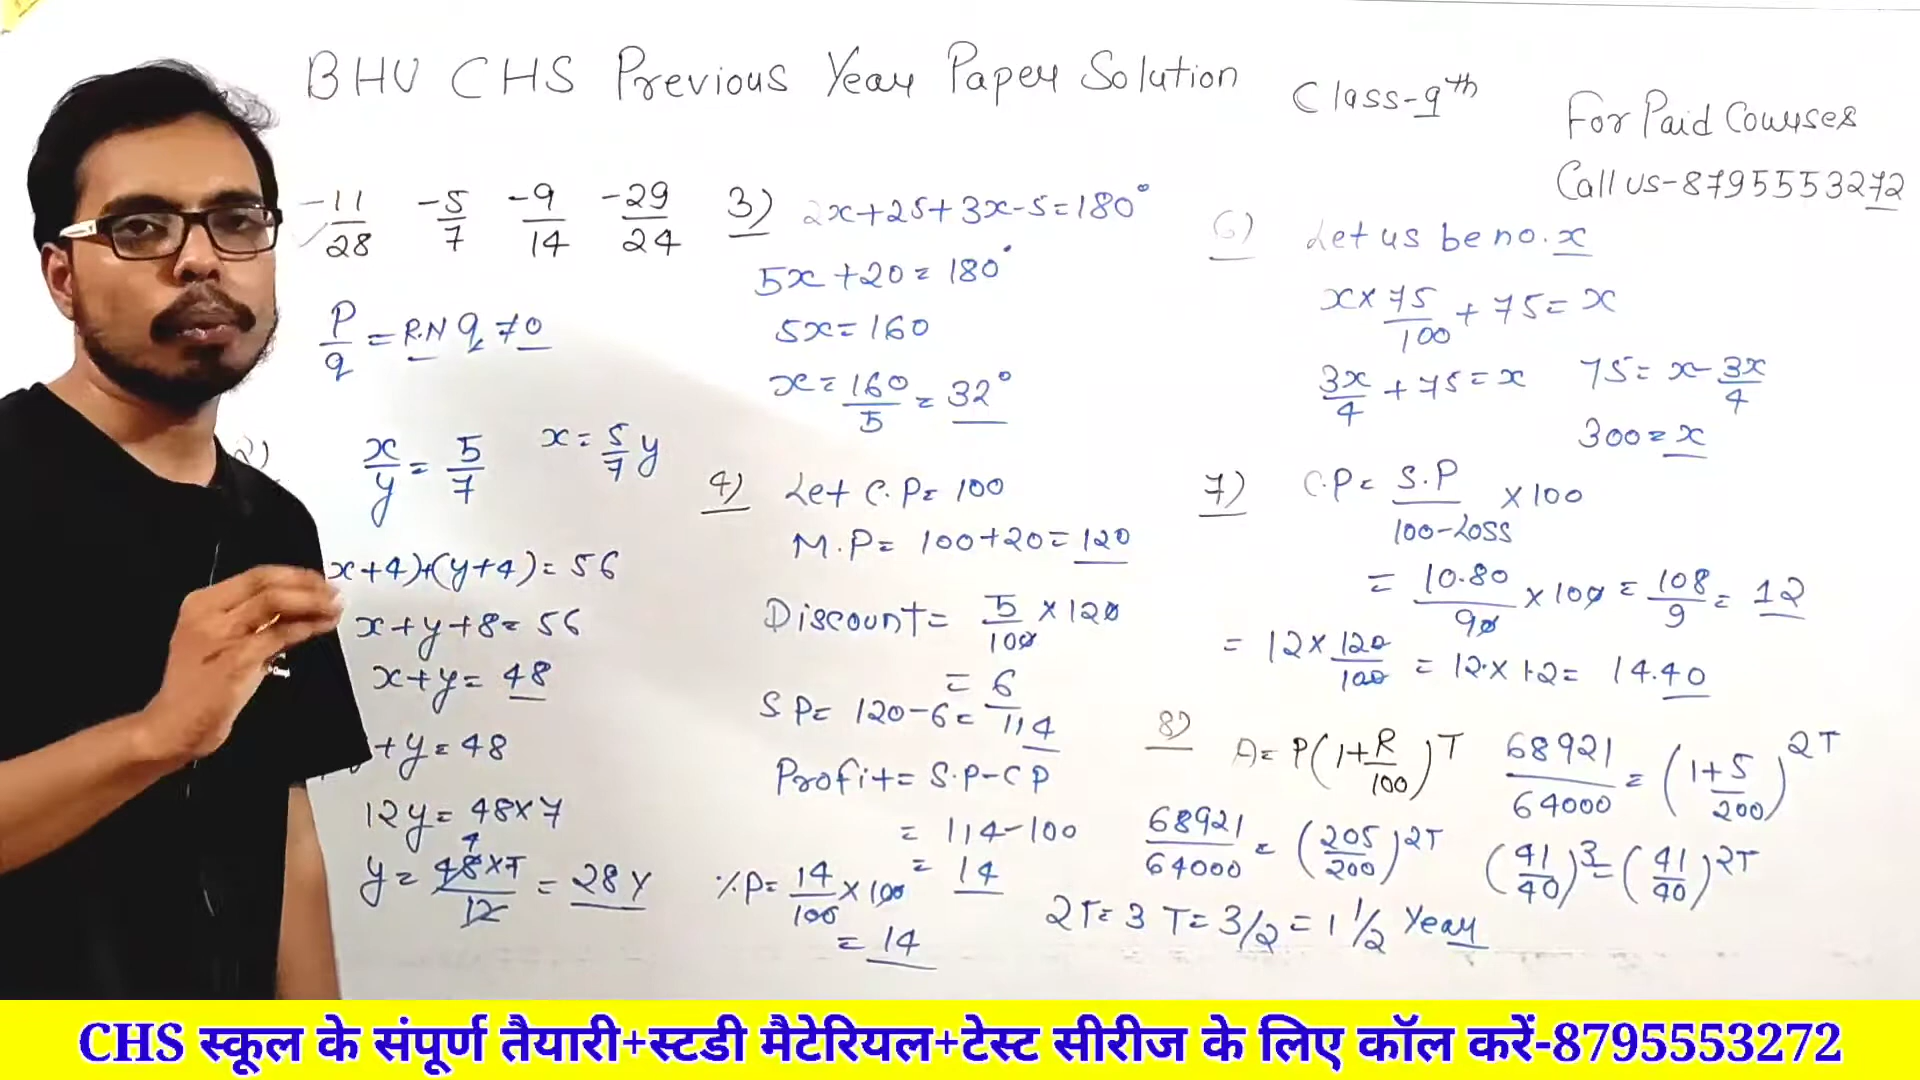 BHU CHS Previous Year Paper Solution
Class-9th
For Paid Courses
Call us-8795553272
-11/28 -5/7 -9/14 -29/24
P/q = R.N q ≠ 0
2)
x/y = 5/7 x = 5/7 y
x+4)+(y+4) = 56
x+y+8 = 56
x+y = 48
+y = 48
12y = 48×7
y = 48×7/12 = 28 Y
3) 2x+25+3x-5=180°
5x+20 = 180°
5x = 160
x = 160/5 = 32°
4) Let C.P = 100
M.P = 100+20 = 120
Discount = 5/100 × 120
= 6
S P = 120-6 = 114
Profit = S.P-C P
= 114-100
= 14
%P = 14/100 × 100
= 14
6) Let us be no. x
x × 75/100 + 75 = x
3x/4 + 75 = x 75 = x - 3x/4
300 = x
7) C.P = S.P/100-Loss × 100
= 10.80/90 × 100 = 108/9 = 12
= 12 × 120/100 = 12 × 1.2 = 14.40
8) A = P(1+R/100)^T 68921/64000 = (1+5/200)^2T
68921/64000 = (205/200)^2T (41/40)^3 = (41/40)^2T
2T = 3 T = 3/2 = 1 1/2 Year
CHS स्कूल के संपूर्ण तैयारी+स्टडी मैटेरियल+टेस्ट सीरीज के लिए कॉल करें-8795553272